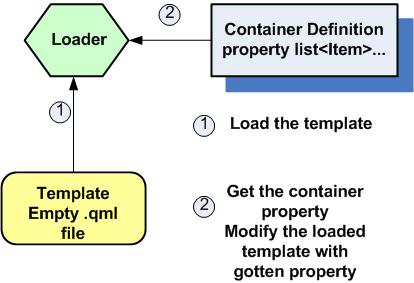 2
Loader
Container Definition
property list<Item>...
1
1
Load the template
Template
Empty .qml
file
2
Get the container
property
Modify the loaded
template with
gotten property